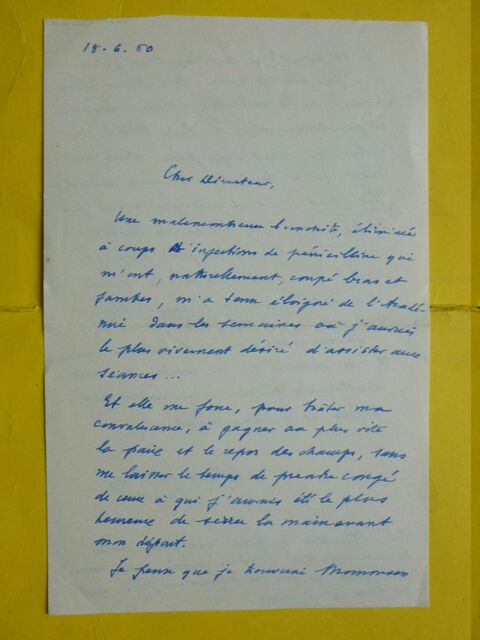 18.6.60
Cher Directeur,
Une malencontreuse bronchite, éliminée
à coups d'injections de pénicilline qui
m'ont, naturellement, coupé bras et
jambes, m'a tenu éloigné de l'Académie
dans les semaines où j'aurais
le plus vivement désiré d'assister aux
séances...
Et elle me force, pour hâter ma
convalescence, à gagner au plus vite
la paix et le repos des champs, sans
me laisser le temps de prendre congé
de ceux à qui j'aurais été le plus
heureux de serrer la main avant
mon départ.
Je pense que je trouverai